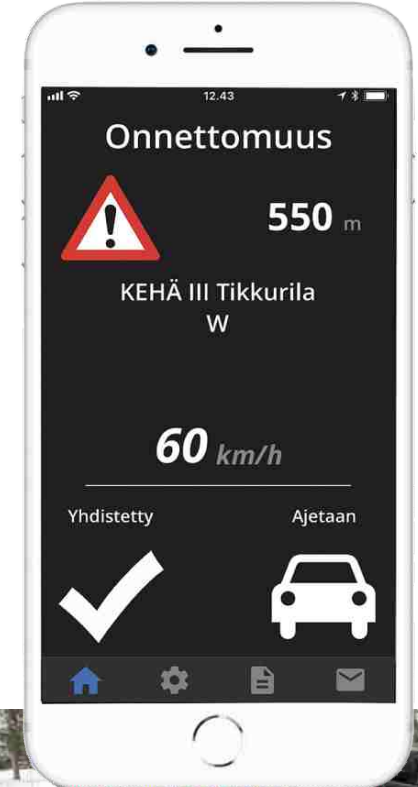 12.43
Onnettomuus
550 m
KEHÄ III Tikkurila
W
60 km/h
Yhdistetty Ajetaan